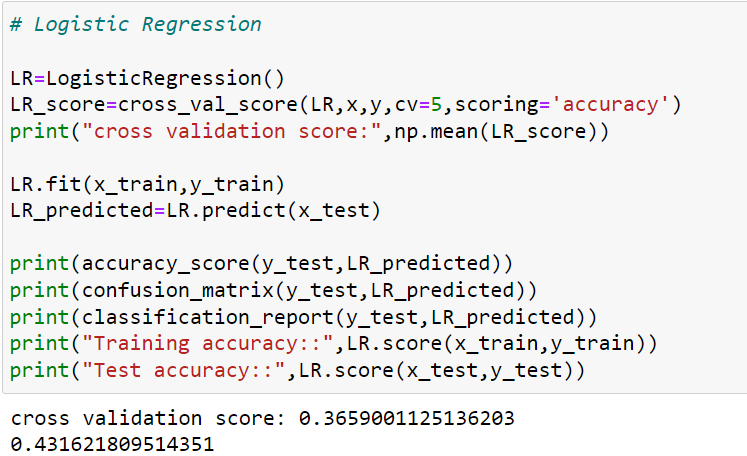 # Logistic Regression
LR=LogisticRegression()
LR_score=cross_val_score(LR,x,y,cv=5,scoring='accuracy')
print("cross validation score:",np.mean(LR_score))
LR.fit(x_train,y_train)
LR_predicted=LR.predict(x_test)
print(accuracy_score(y_test,LR_predicted))
print(confusion_matrix(y_test,LR_predicted))
print(classification_report(y_test,LR_predicted))
print("Training accuracy::",LR.score(x_train,y_train))
print("Test accuracy::",LR.score(x_test,y_test))
cross validation score: 0.3659001125136203
0.431621809514351